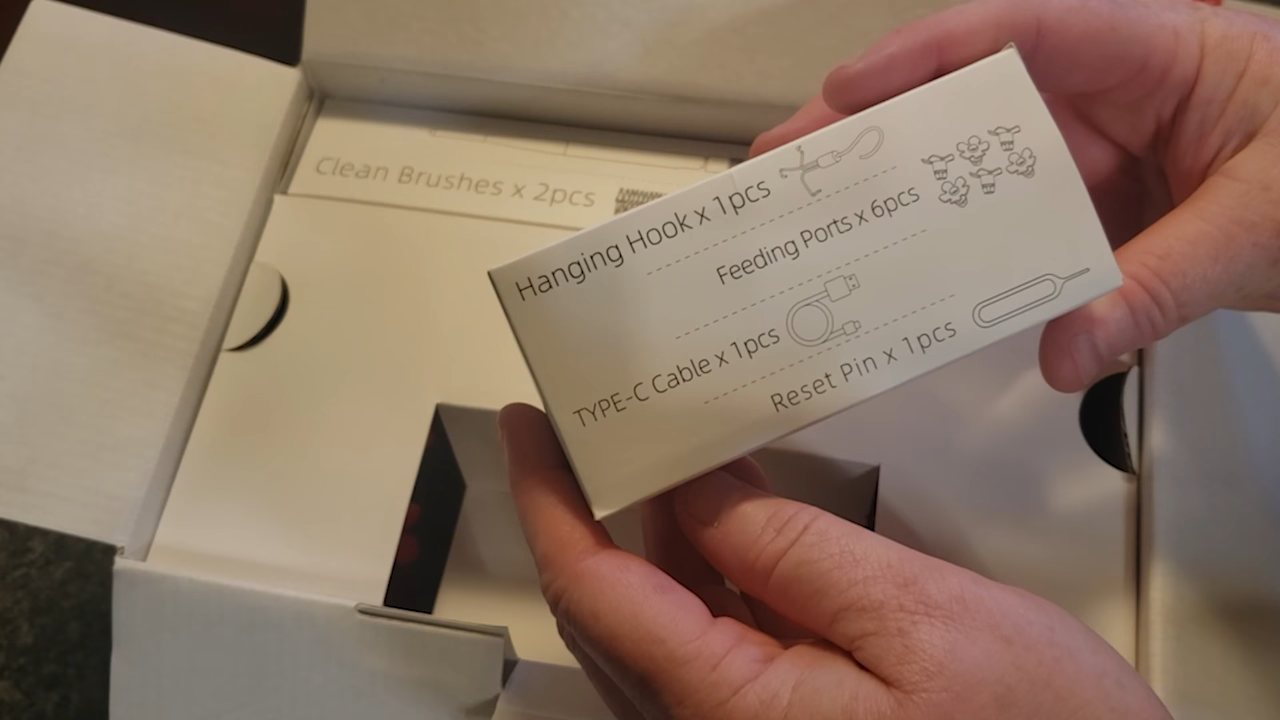 Clean Brushes x 2pcs
Hanging Hook x 1pcs
Feeding Ports x 6pcs
TYPE-C Cable x 1pcs
Reset Pin x 1pcs